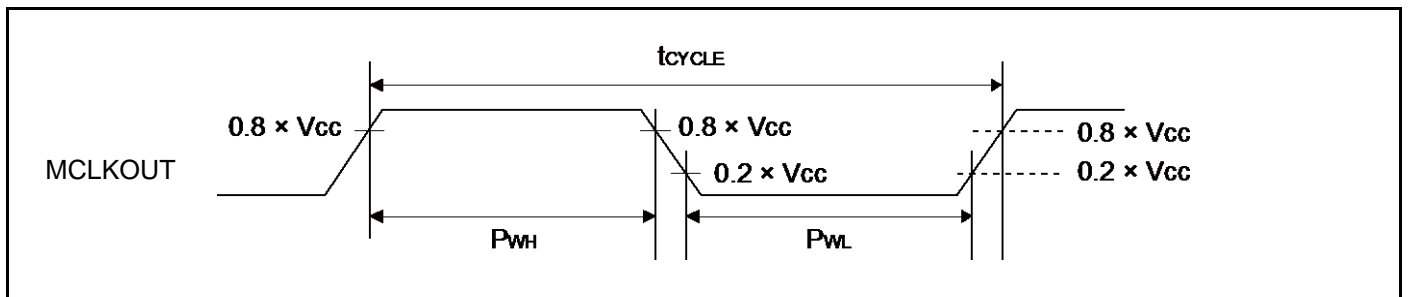 tCYCLE
0.8 × Vcc
0.8 × Vcc
0.8 × Vcc
MCLKOUT
0.2 × Vcc
0.2 × Vcc
PWH
PWL